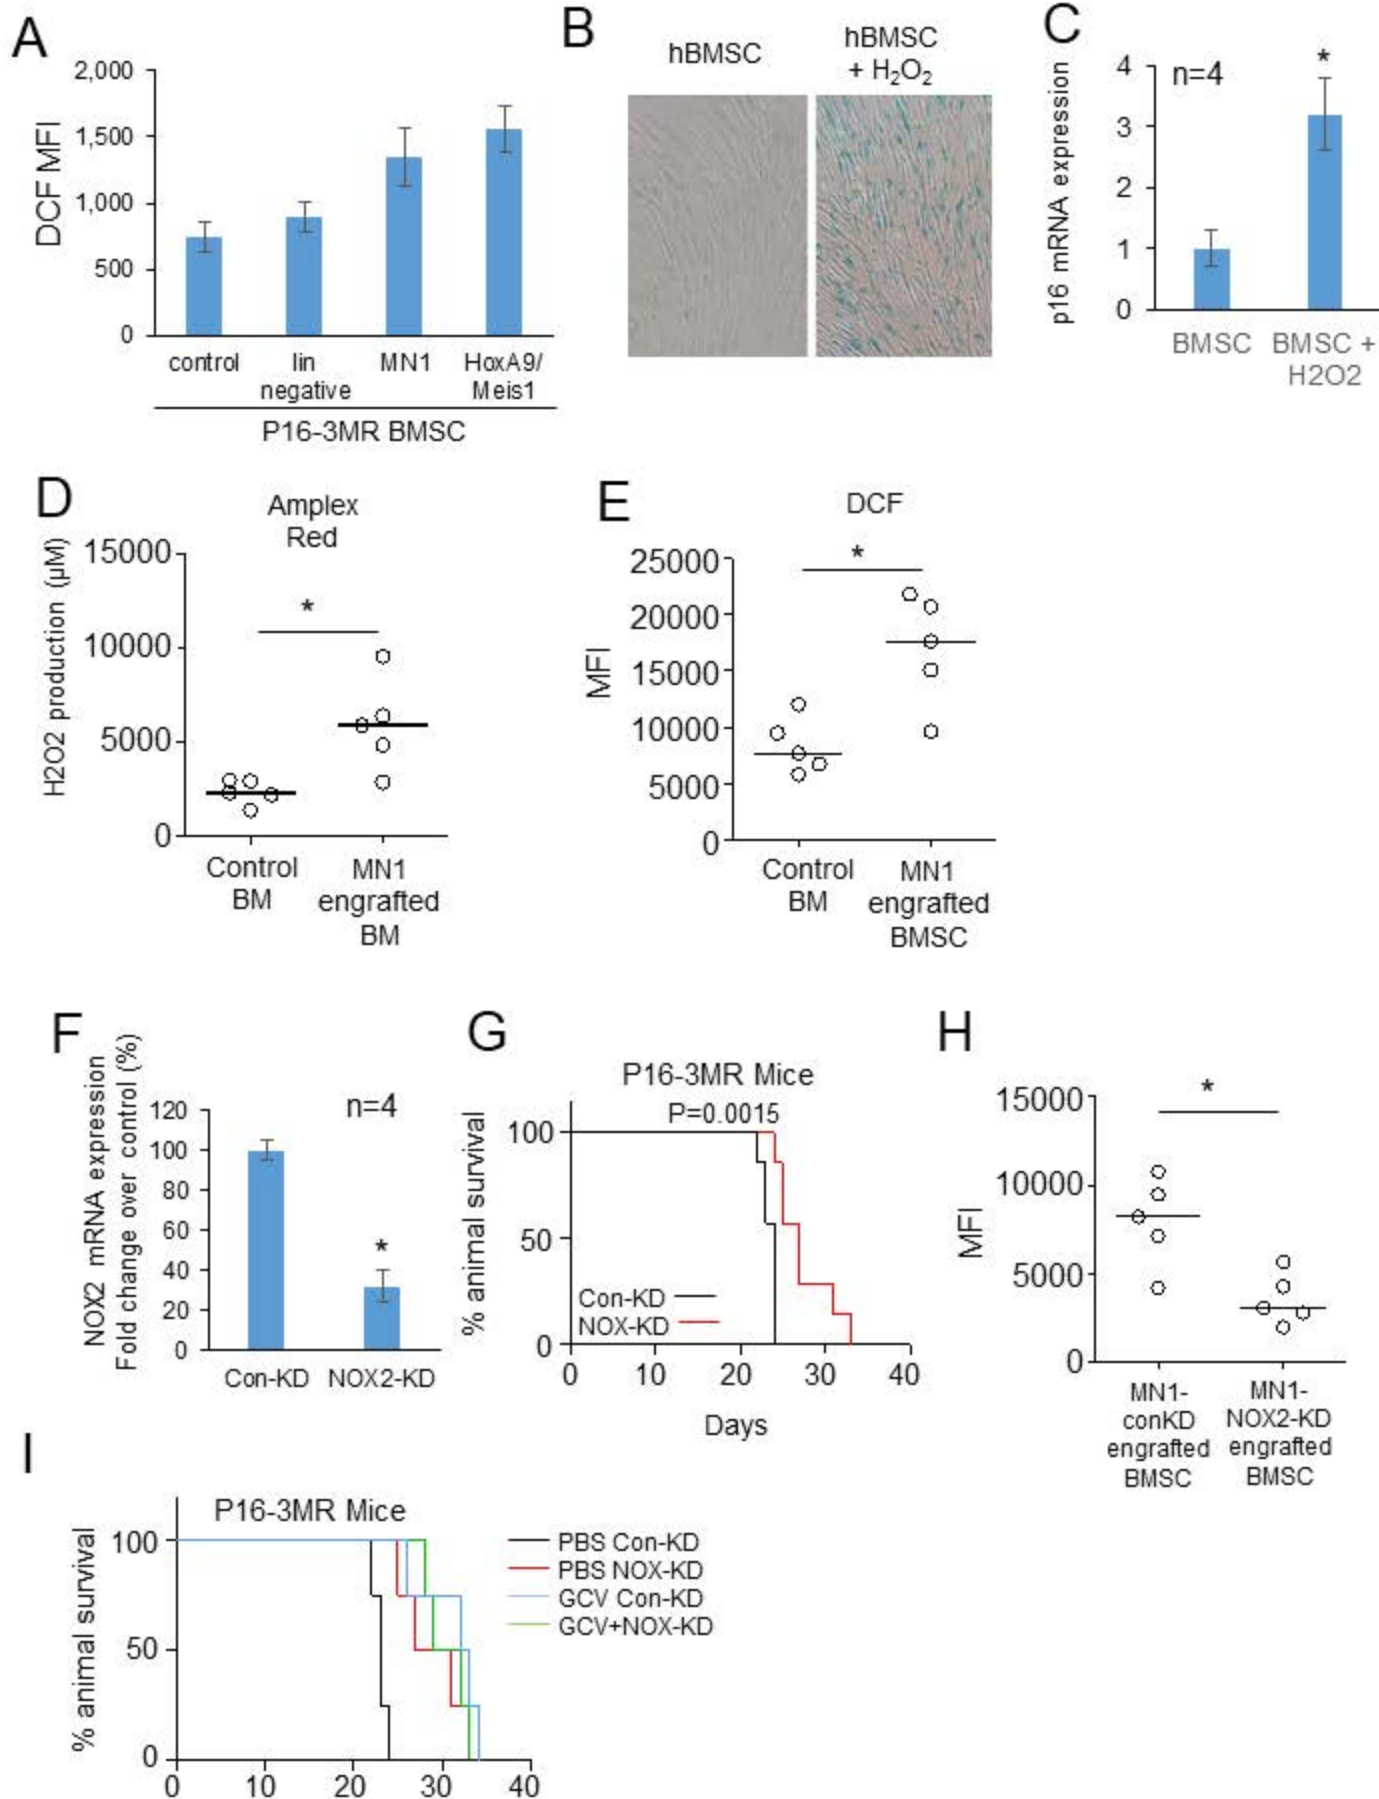 A
DCF MFI
2,000
1,500
1,000
500
0
control
lin
negative
MN1
HoxA9/
Meis1
P16-3MR BMSC
B
hBMSC
hBMSC
+ H₂O₂
C
p16 mRNA expression
4
3
2
1
0
n=4
*
BMSC
BMSC +
H2O2
D
Amplex
Red
H2O2 production (µM)
15000
10000
5000
0
*
Control
BM
MN1
engrafted
BM
E
DCF
MFI
25000
20000
15000
10000
5000
0
*
Control
BM
MN1
engrafted
BMSC
F
NOX2 mRNA expression
Fold change over control (%)
120
100
80
60
40
20
0
n=4
*
Con-KD
NOX2-KD
G
P16-3MR Mice
P=0.0015
% animal survival
100
50
0
Con-KD
NOX-KD
0 10 20 30 40
Days
H
MFI
15000
10000
5000
0
*
MN1-
conKD
engrafted
BMSC
MN1-
NOX2-KD
engrafted
BMSC
I
P16-3MR Mice
% animal survival
100
50
0
0 10 20 30 40
PBS Con-KD
PBS NOX-KD
GCV Con-KD
GCV+NOX-KD